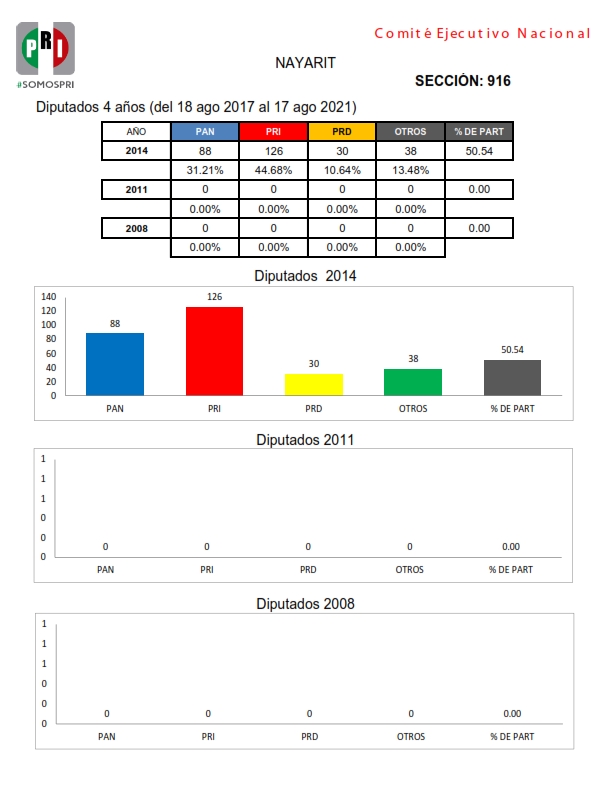 Comité Ejecutivo Nacional
PRI
#SOMOSPRI
NAYARIT
SECCIÓN: 916
Diputados 4 años (del 18 ago 2017 al 17 ago 2021)
AÑO PAN PRI PRD OTROS % DE PART
2014 88 126 30 38 50.54
31.21% 44.68% 10.64% 13.48%
2011 0 0 0 0 0.00
0.00% 0.00% 0.00% 0.00%
2008 0 0 0 0 0.00
0.00% 0.00% 0.00% 0.00%
Diputados 2014
140
120
100
80
60
40
20
0
88 126 30 38 50.54
PAN PRI PRD OTROS % DE PART
Diputados 2011
1
1
1
0
0
0
0 0 0 0 0.00
PAN PRI PRD OTROS % DE PART
Diputados 2008
1
1
1
0
0
0
0 0 0 0 0.00
PAN PRI PRD OTROS % DE PART